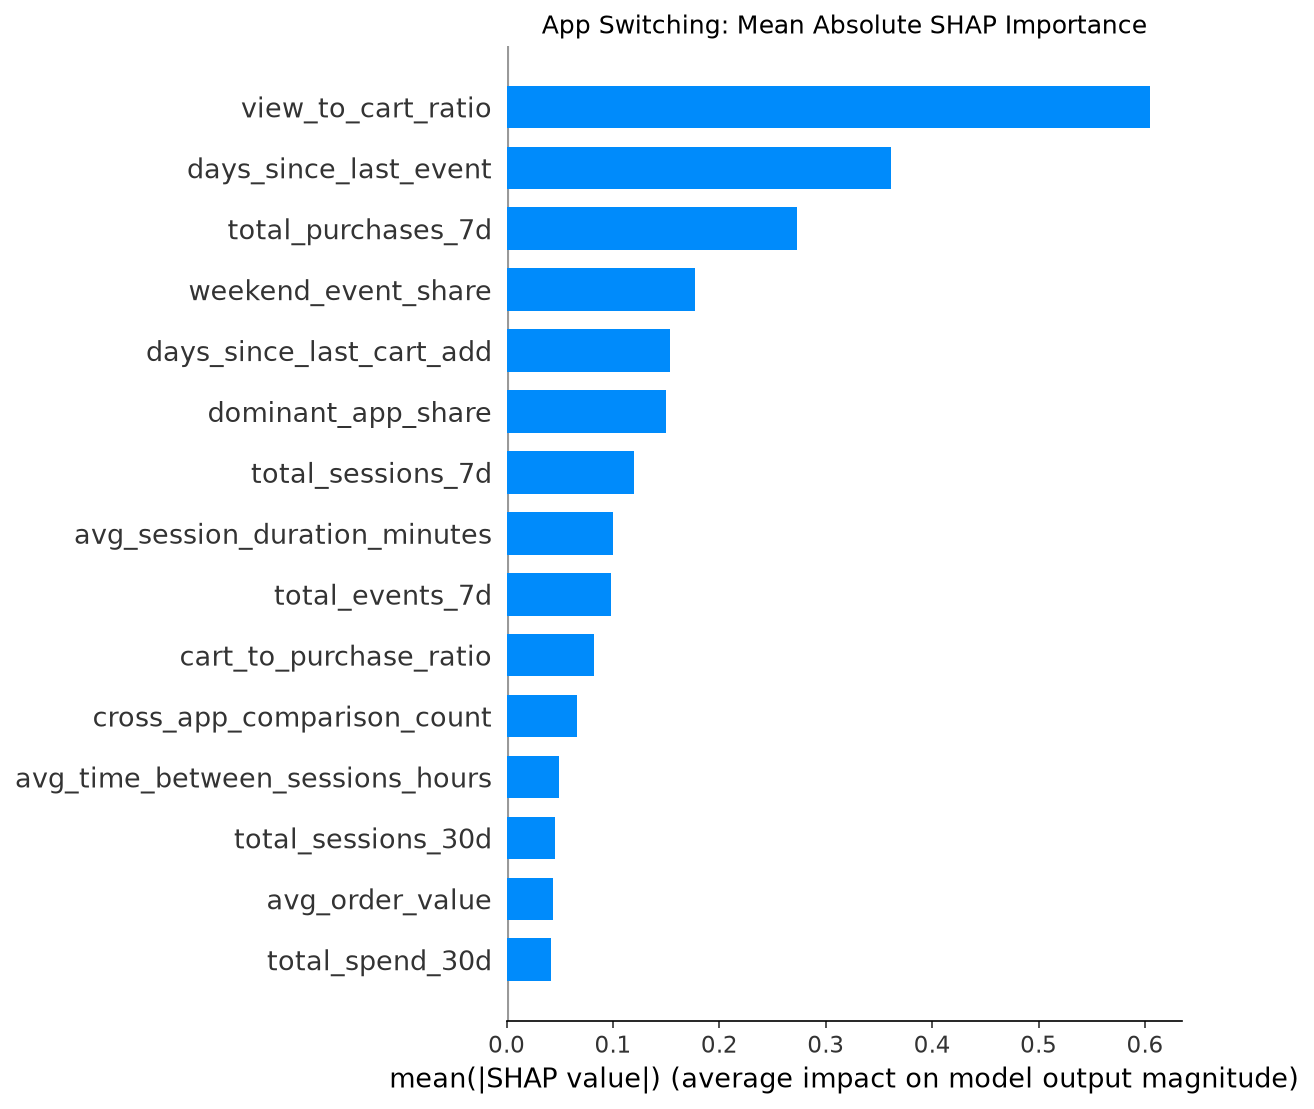 App Switching: Mean Absolute SHAP Importance
view_to_cart_ratio
days_since_last_event
total_purchases_7d
weekend_event_share
days_since_last_cart_add
dominant_app_share
total_sessions_7d
avg_session_duration_minutes
total_events_7d
cart_to_purchase_ratio
cross_app_comparison_count
avg_time_between_sessions_hours
total_sessions_30d
avg_order_value
total_spend_30d
0.0 0.1 0.2 0.3 0.4 0.5 0.6
mean(|SHAP value|) (average impact on model output magnitude)